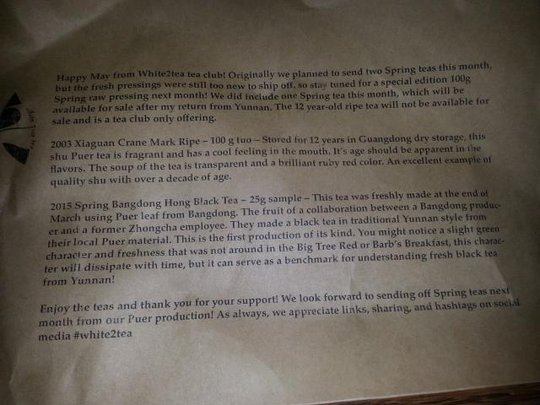 Happy May from White2tea tea club! Originally we planned to send two Spring teas this month,
but the fresh pressings were still too new to ship off, so stay tuned for a special edition 100g
Spring raw pressing next month! We did include one Spring tea this month, which will be
available for sale after my return from Yunnan. The 12 year-old ripe tea will not be available for
sale and is a tea club only offering.
2003 Xiaguan Crane Mark Ripe – 100 g tuo – Stored for 12 years in Guangdong dry storage, this
shu Puer tea is fragrant and has a cool feeling in the mouth. It's age should be apparent in the
flavors. The soup of the tea is transparent and a brilliant ruby red color. An excellent example of
quality shu with over a decade of age.
2015 Spring Bangdong Hong Black Tea – 25g sample – This tea was freshly made at the end of
March using Puer leaf from Bangdong. The fruit of a collaboration between a Bangdong produc-
er and a former Zhongcha employee. They made a black tea in traditional Yunnan style from
their local Puer material. This is the first production of its kind. You might notice a slight green
character and freshness that was not around in the Big Tree Red or Barb's Breakfast, this charac-
ter will dissipate with time, but it can serve as a benchmark for understanding fresh black tea
from Yunnan!
Enjoy the teas and thank you for your support! We look forward to sending off Spring teas next
month from our Puer production! As always, we appreciate links, sharing, and hashtags on social
media #white2tea